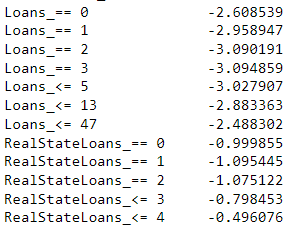 Loans_== 0 -2.608539
Loans_== 1 -2.958947
Loans_== 2 -3.090191
Loans_== 3 -3.094859
Loans_<= 5 -3.027907
Loans_<= 13 -2.883363
Loans_<= 47 -2.488302
RealStateLoans_== 0 -0.999855
RealStateLoans_== 1 -1.095445
RealStateLoans_== 2 -1.075122
RealStateLoans_<= 3 -0.798453
RealStateLoans_<= 4 -0.496076